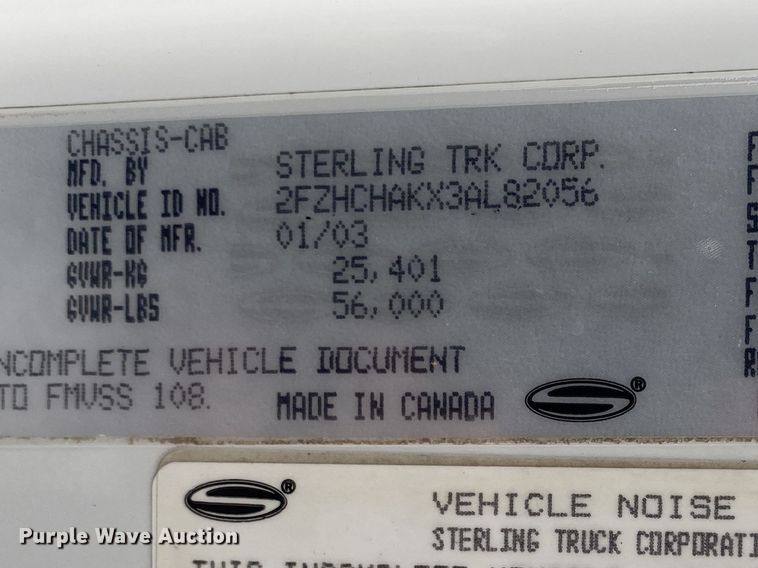 CHASSIS-CAB
MFD. BY STERLING TRK CORP.
VEHICLE ID NO. 2FZHCHAKX3AL82056
DATE OF MFR. 01/03
GVWR-KG 25,401
GVWR-LBS 56,000
NCOMPLETE VEHICLE DOCUMENT
TO FMVSS 108.
MADE IN CANADA
VEHICLE NOISE
STERLING TRUCK CORPORATI
Purple Wave Auction